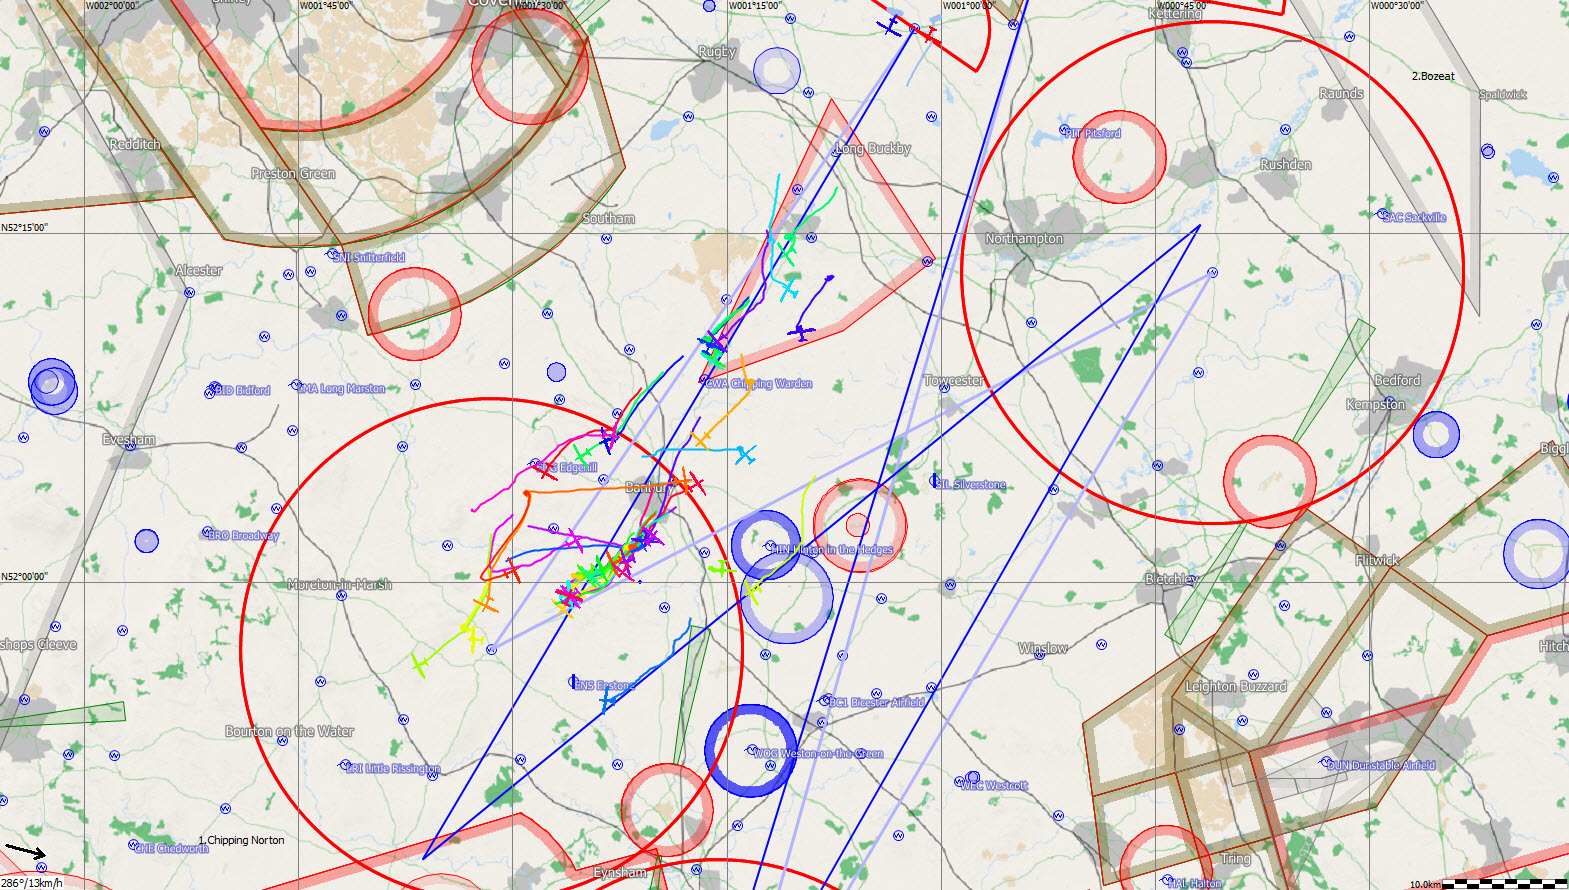 W002°00'00"
W001°45'00"
W001°30'00"
W001°15'00"
W001°00'00"
W000°45'00"
W000°30'00"
Kettering
Rugby
2.Bozeat
Raunds
Spaldwick
Redditch
Long Buckby
PIT Pitsford
Preston Green
Rushden
Southam
SAC Sackville
N52°15'00"
Northampton
SNI Snitterfield
Alcester
BID Bidford
LMA Long Marston
CWA Chipping Warden
Towcester
Bedford
Kempston
Evesham
Biggl
Banbury
SIL Silverstone
BRO Broadway
HIN Hinton in the Hedges
Flitwick
N52°00'00"
Moreton-in-Marsh
Bletchley
shops Cleeve
Winslow
Hitch
ENS Enstone
Leighton Buzzard
BC1 Bicester Airfield
Bourton on the Water
WOG Weston-on-the-Green
LRI Little Rissington
DUN Dunstable Airfield
WEC Westcott
1.Chipping Norton
CHE Chedworth
Tring
Eynsham
286°/13km/h
HAL Halton
10.0km